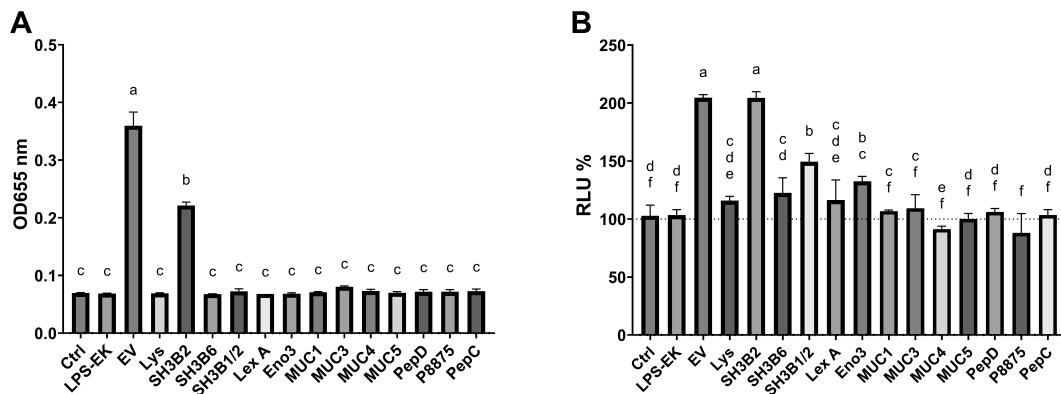 A
OD655 nm
0.5
0.4
0.3
0.2
0.1
0.0
c c a c b c c c c c c c c c c c
Ctrl
LPS-EK
EV
Lys
SH3B2
SH3B6
SH3B1/2
Lex A
Eno3
MUC1
MUC3
MUC4
MUC5
PepD
P8875
PepC
B
RLU %
250
200
150
100
50
0
d f
d f
a
c d e
a
c d
b
c d e
b c
c f
c f
e f
d f
d f
f
d f
Ctrl
LPS-EK
EV
Lys
SH3B2
SH3B6
SH3B1/2
Lex A
Eno3
MUC1
MUC3
MUC4
MUC5
PepD
P8875
PepC